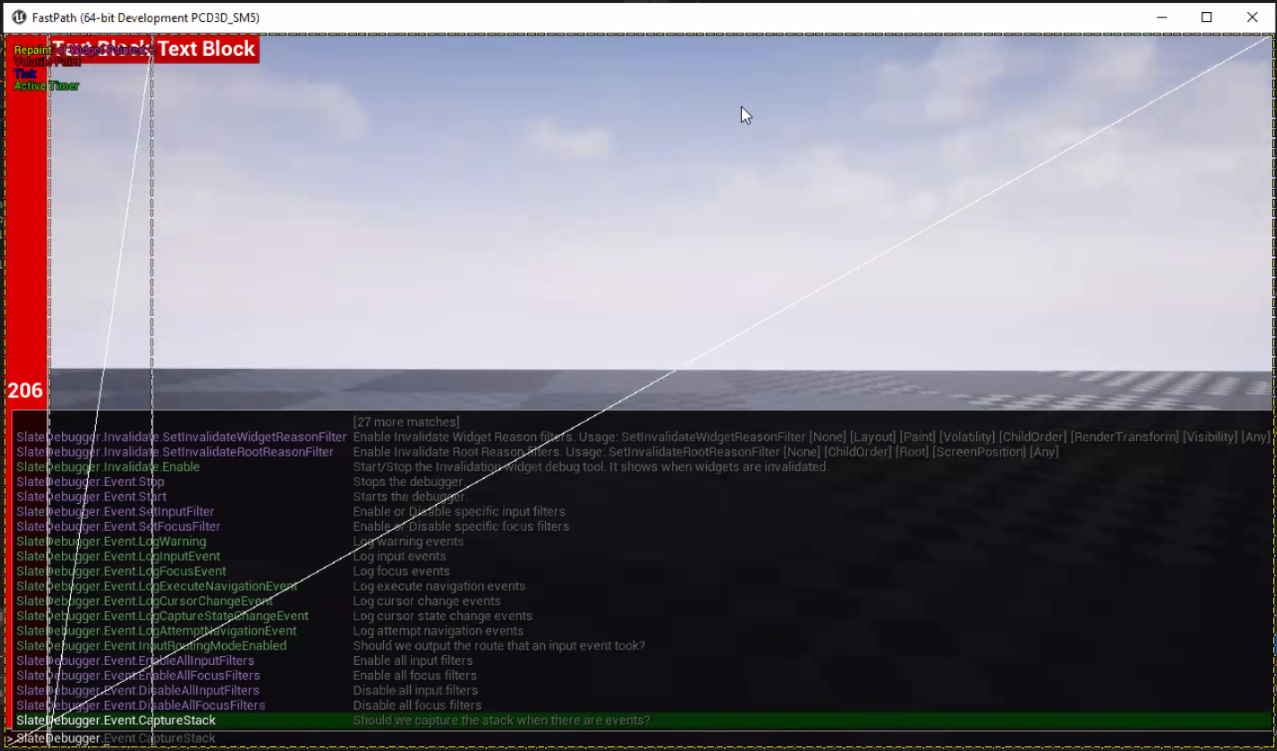 FastPath (64-bit Development PCD3D_SM5)
Text Block
Text Block
Repaint
Volatile Paint
Tick
Active Timer
206
[27 more matches]
SlateDebugger.Invalidate.SetInvalidateWidgetReasonFilter Enable Invalidate Widget Reason filters. Usage: SetInvalidateWidgetReasonFilter [None] [Layout] [Paint] [Volatility] [ChildOrder] [RenderTransform] [Visibility] [Any]
SlateDebugger.Invalidate.SetInvalidateRootReasonFilter Enable Invalidate Root Reason filters. Usage: SetInvalidateRootReasonFilter [None] [ChildOrder] [Root] [ScreenPosition] [Any]
SlateDebugger.Invalidate.Enable Start/Stop the Invalidation widget debug tool. It shows when widgets are invalidated.
SlateDebugger.Event.Stop Stops the debugger.
SlateDebugger.Event.Start Starts the debugger.
SlateDebugger.Event.SetInputFilter Enable or Disable specific input filters
SlateDebugger.Event.SetFocusFilter Enable or Disable specific focus filters
SlateDebugger.Event.LogWarning Log warning events
SlateDebugger.Event.LogInputEvent Log input events
SlateDebugger.Event.LogFocusEvent Log focus events
SlateDebugger.Event.LogExecuteNavigationEvent Log execute navigation events
SlateDebugger.Event.LogCursorChangeEvent Log cursor change events
SlateDebugger.Event.LogCaptureStateChangeEvent Log cursor state change events
SlateDebugger.Event.LogAttemptNavigationEvent Log attempt navigation events
SlateDebugger.Event.InputRoutingModeEnabled Should we output the route that an input event took?
SlateDebugger.Event.EnableAllInputFilters Enable all input filters
SlateDebugger.Event.EnableAllFocusFilters Enable all focus filters
SlateDebugger.Event.DisableAllInputFilters Disable all input filters
SlateDebugger.Event.DisableAllFocusFilters Disable all focus filters
SlateDebugger.Event.CaptureStack Should we capture the stack when there are events?
> SlateDebugger.Event.CaptureStack